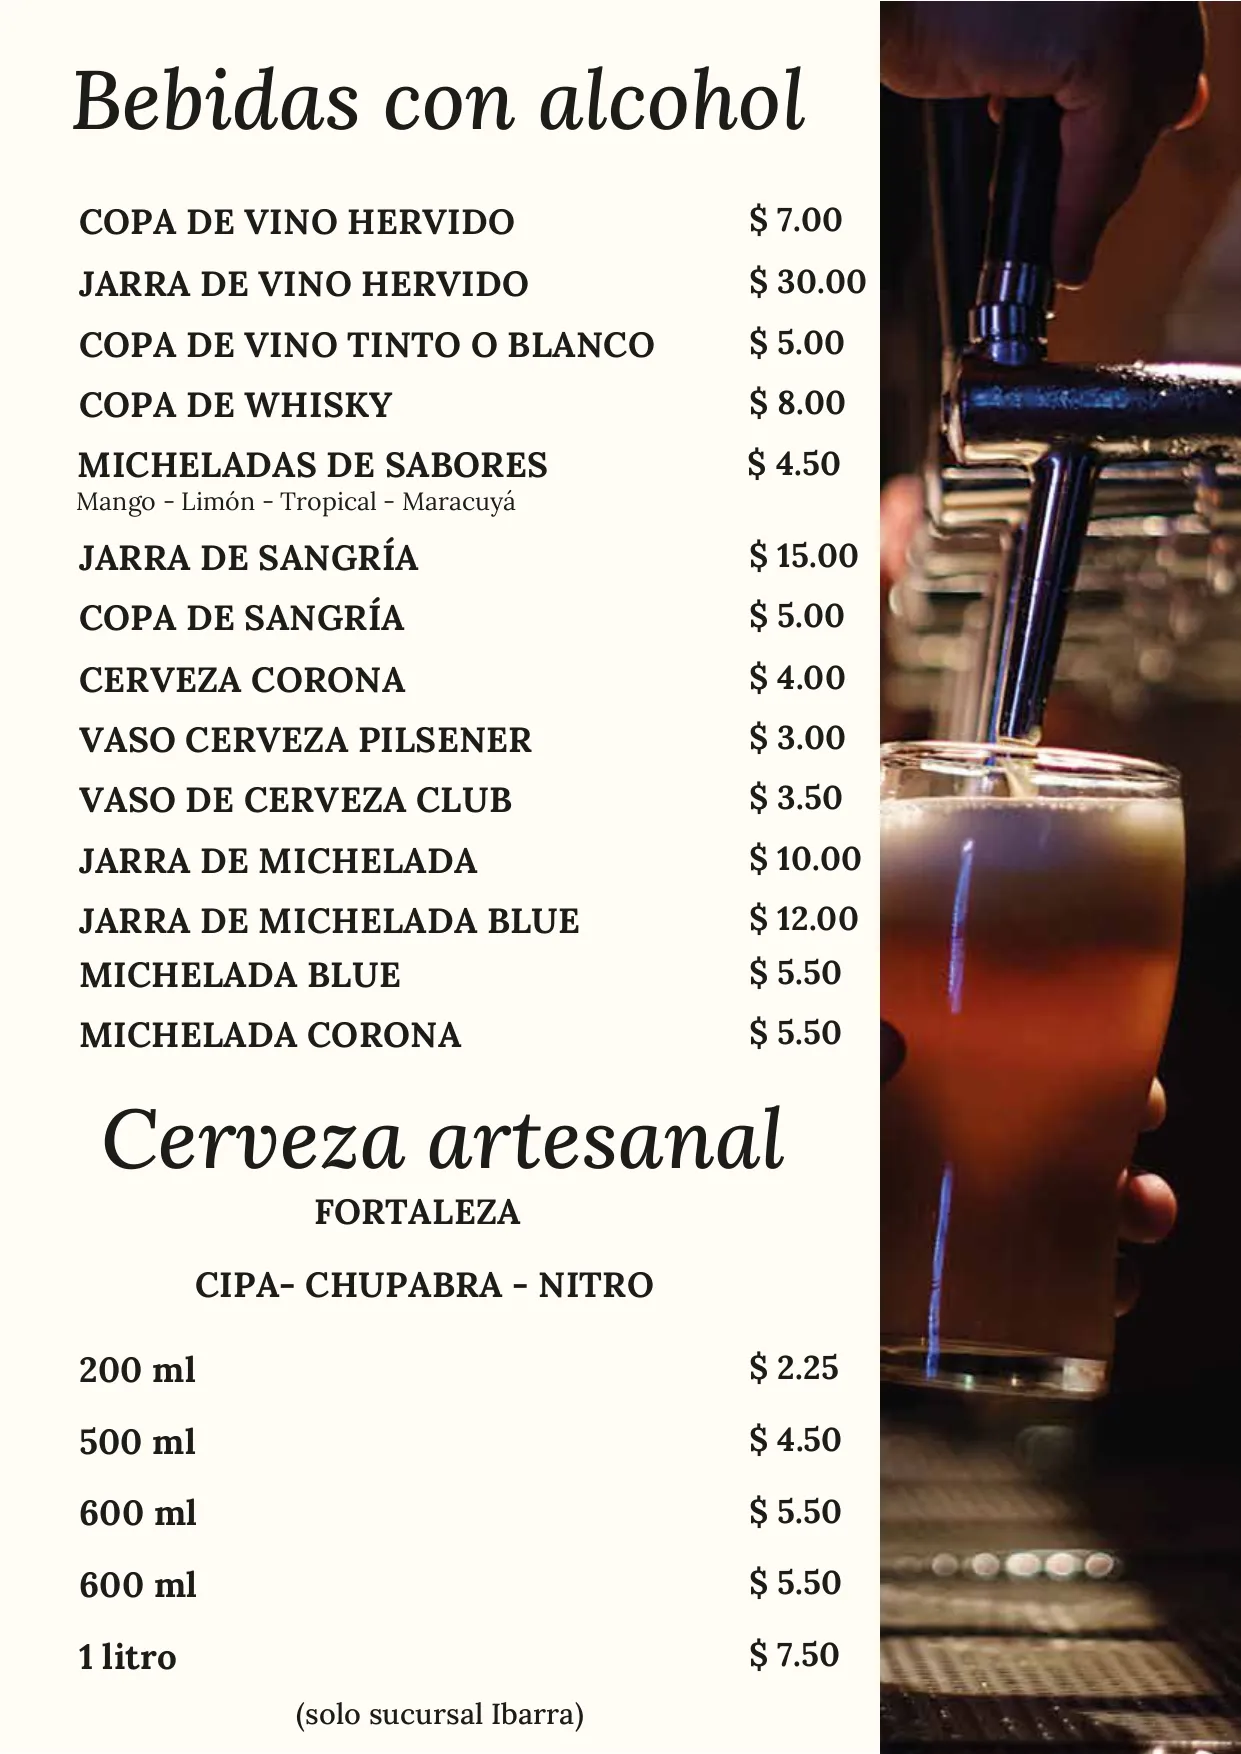 Bebidas con alcohol
COPA DE VINO HERVIDO $ 7.00
JARRA DE VINO HERVIDO $ 30.00
COPA DE VINO TINTO O BLANCO $ 5.00
COPA DE WHISKY $ 8.00
MICHELADAS DE SABORES $ 4.50
Mango - Limón - Tropical - Maracuyá
JARRA DE SANGRÍA $ 15.00
COPA DE SANGRÍA $ 5.00
CERVEZA CORONA $ 4.00
VASO CERVEZA PILSENER $ 3.00
VASO DE CERVEZA CLUB $ 3.50
JARRA DE MICHELADA $ 10.00
JARRA DE MICHELADA BLUE $ 12.00
MICHELADA BLUE $ 5.50
MICHELADA CORONA $ 5.50
Cerveza artesanal
FORTALEZA
CIPA- CHUPABRA - NITRO
200 ml $ 2.25
500 ml $ 4.50
600 ml $ 5.50
600 ml $ 5.50
1 litro $ 7.50
(solo sucursal Ibarra)